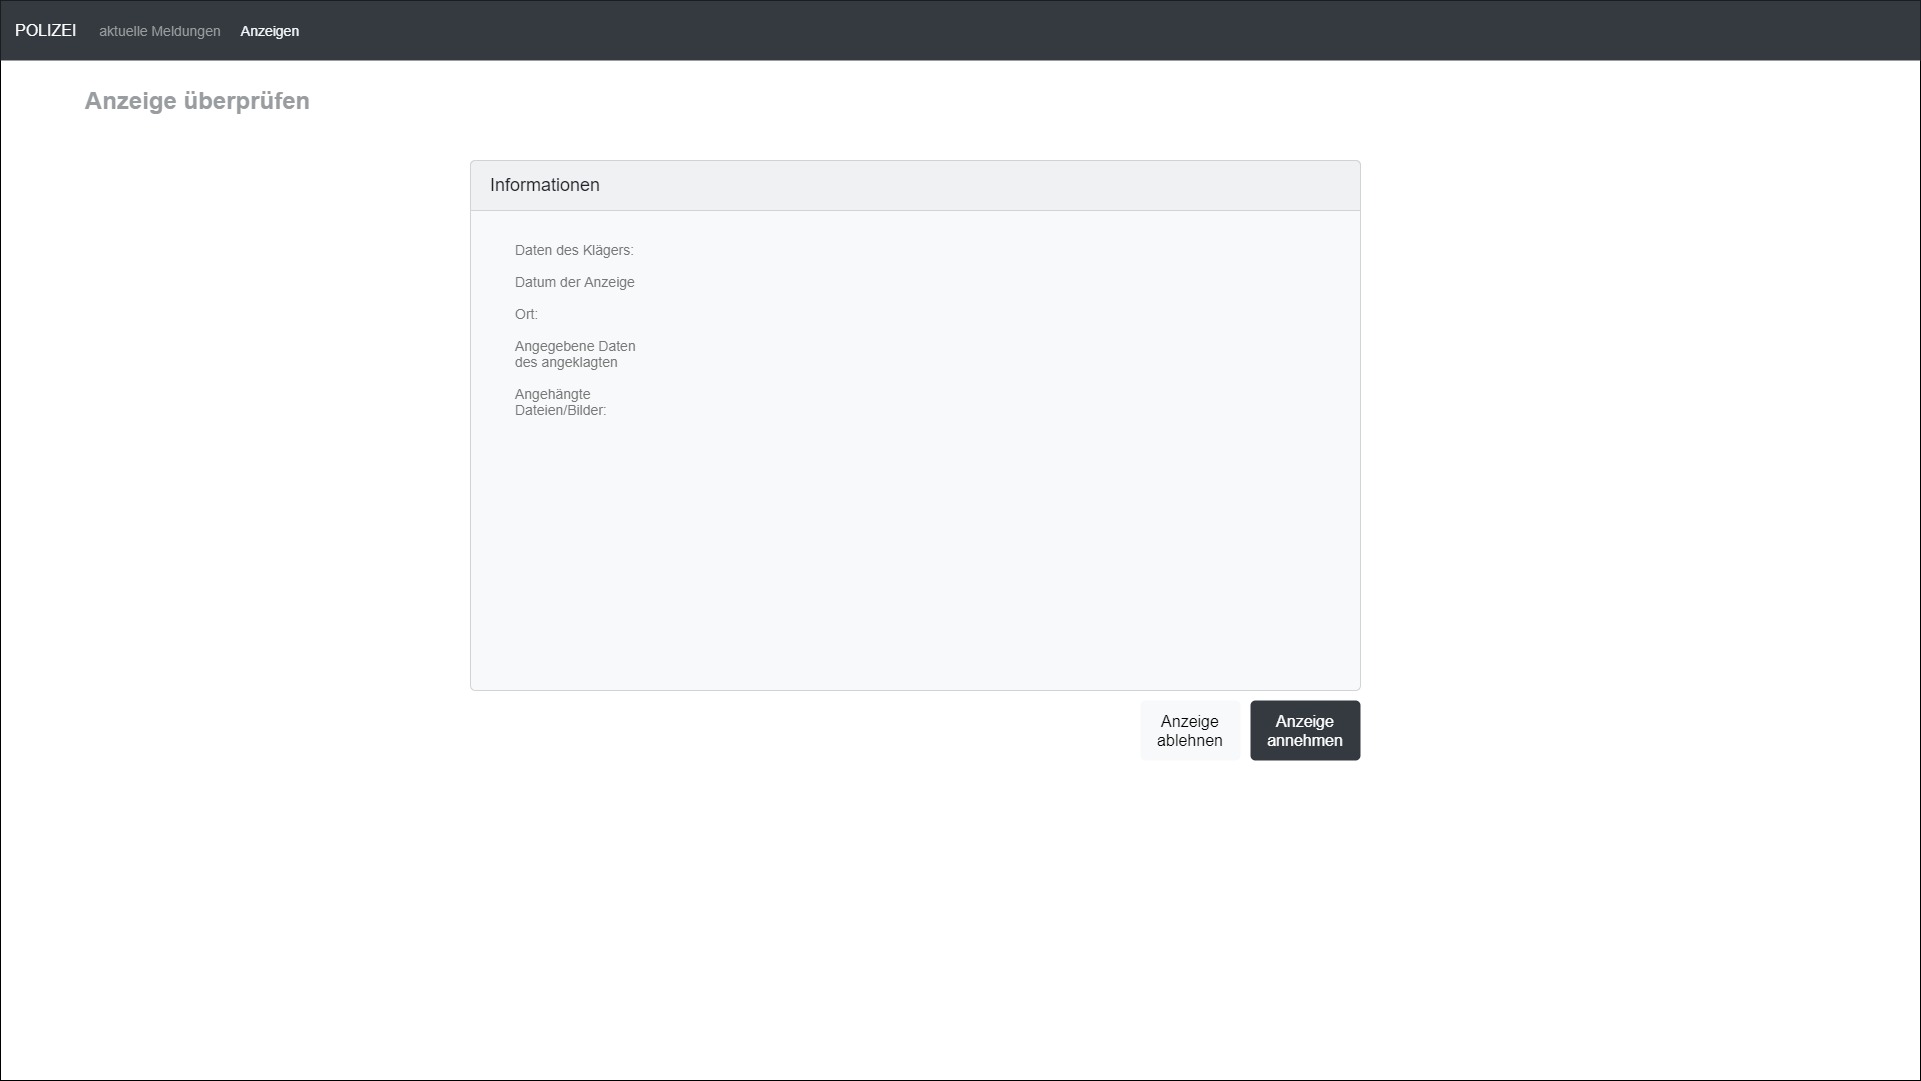 POLIZEI aktuelle Meldungen Anzeigen
Anzeige überprüfen
Informationen
Daten des Klägers:
Datum der Anzeige
Ort:
Angegebene Daten
des angeklagten
Angehängte
Dateien/Bilder:
Anzeige
ablehnen
Anzeige
annehmen